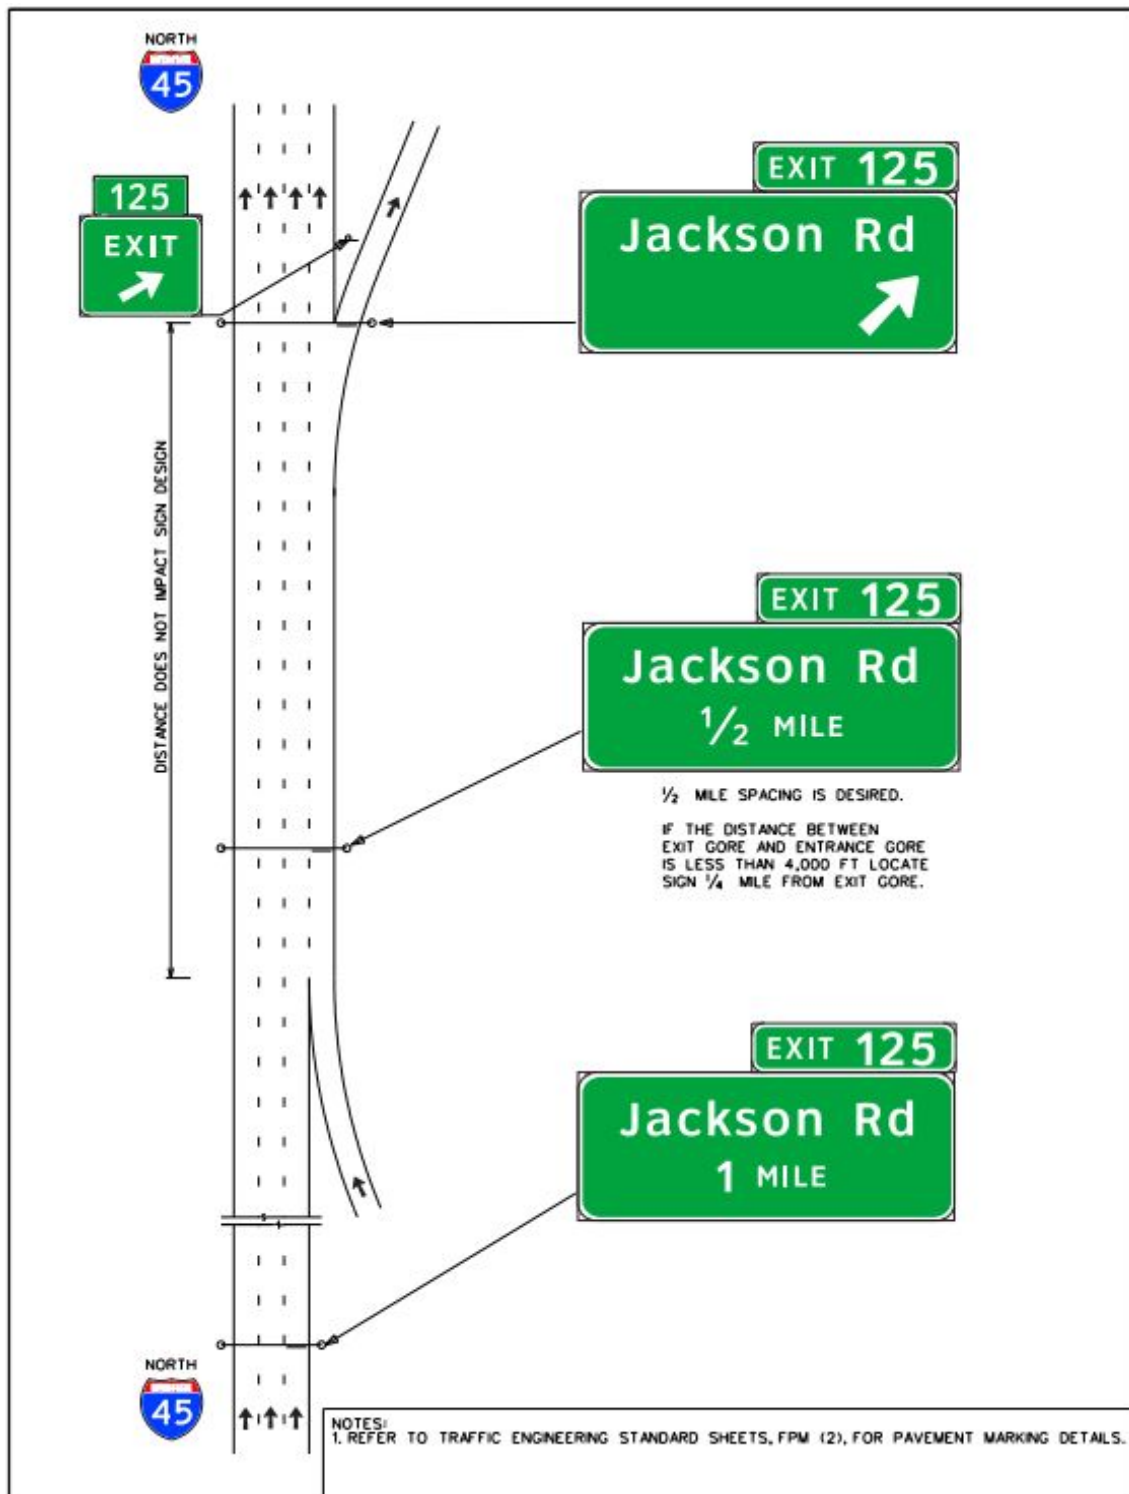 NORTH
45
125
EXIT
EXIT 125
Jackson Rd
DISTANCE DOES NOT IMPACT SIGN DESIGN
EXIT 125
Jackson Rd
1/2 MILE
1/2 MILE SPACING IS DESIRED.
IF THE DISTANCE BETWEEN
EXIT GORE AND ENTRANCE GORE
IS LESS THAN 4,000 FT LOCATE
SIGN 1/4 MILE FROM EXIT GORE.
EXIT 125
Jackson Rd
1 MILE
NORTH
45
NOTES:
1. REFER TO TRAFFIC ENGINEERING STANDARD SHEETS, FPM (2), FOR PAVEMENT MARKING DETAILS.